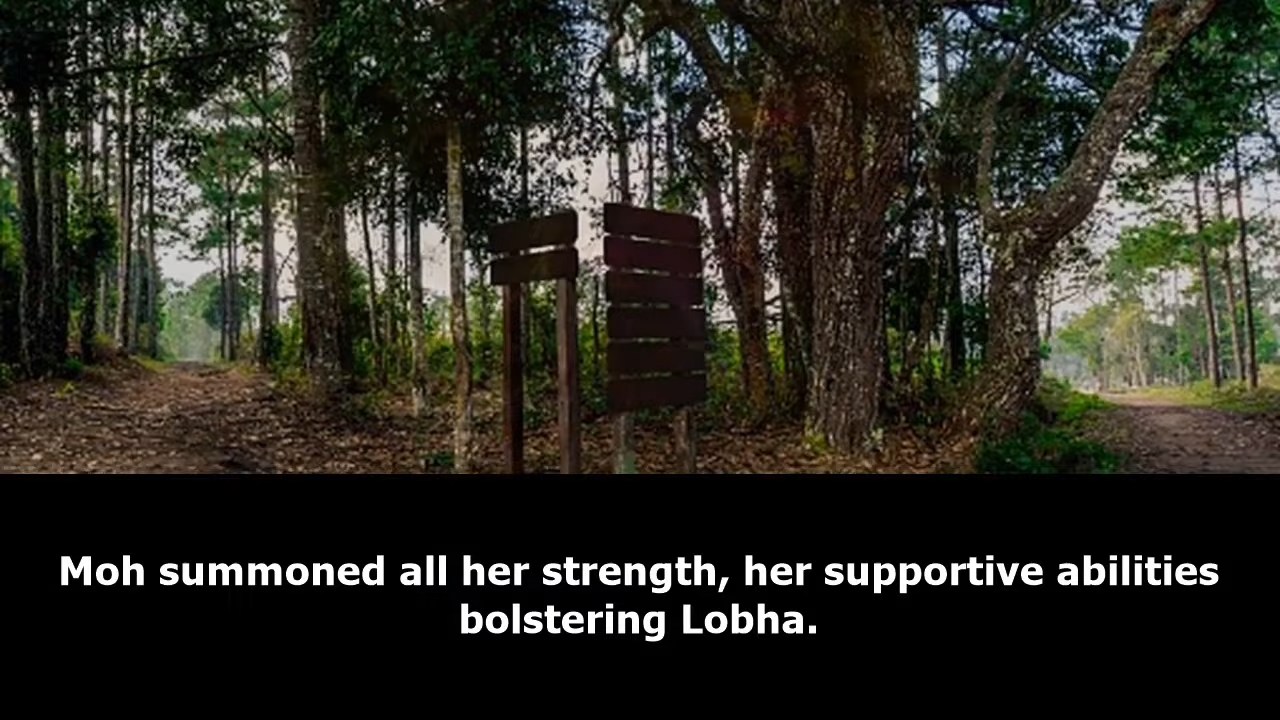 Moh summoned all her strength, her supportive abilities
bolstering Lobha.